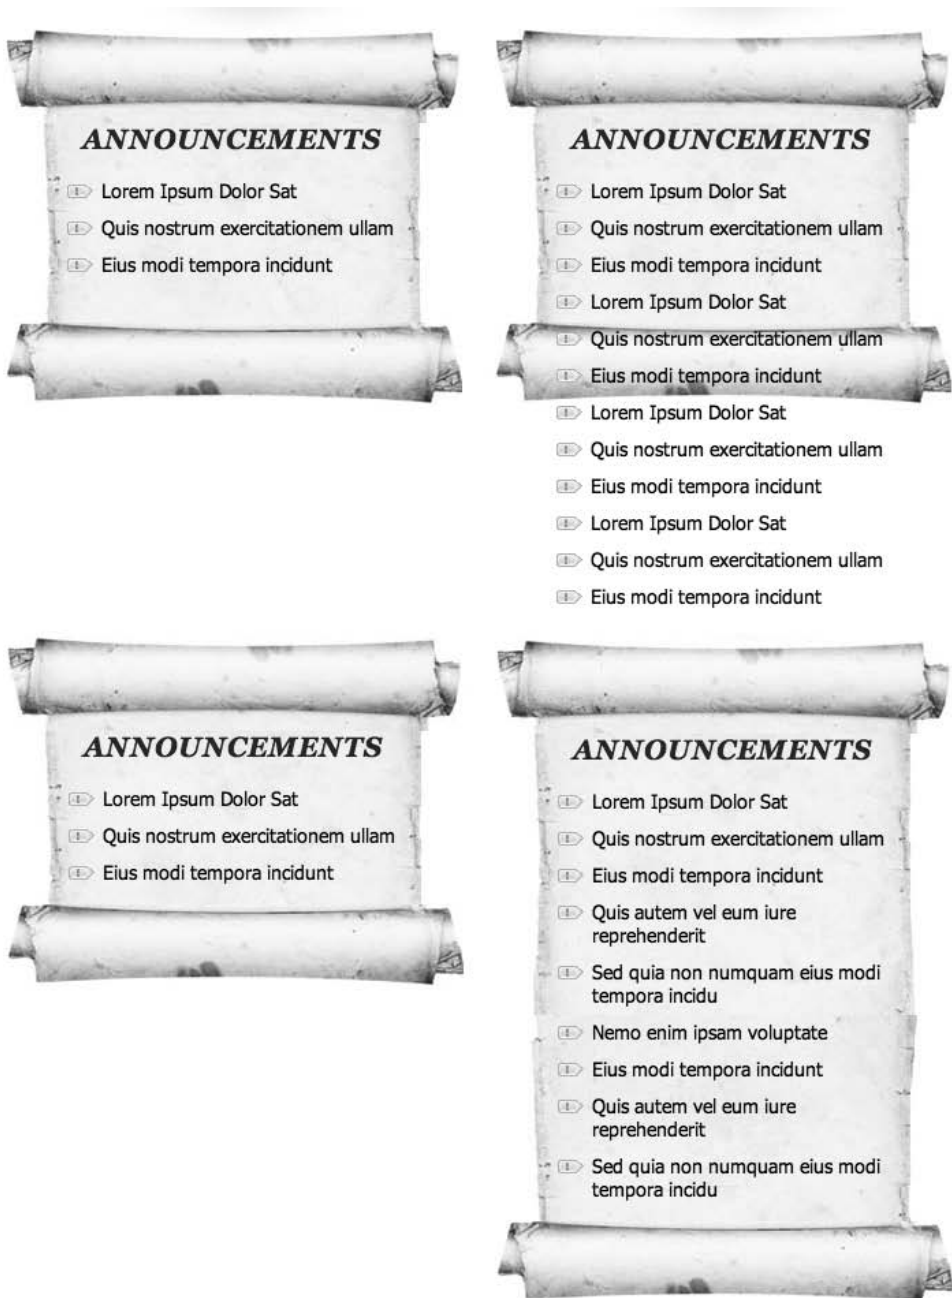 ANNOUNCEMENTS
Lorem Ipsum Dolor Sat
Quis nostrum exercitationem ullam
Eius modi tempora incidunt
ANNOUNCEMENTS
Lorem Ipsum Dolor Sat
Quis nostrum exercitationem ullam
Eius modi tempora incidunt
Lorem Ipsum Dolor Sat
Quis nostrum exercitationem ullam
Eius modi tempora incidunt
Lorem Ipsum Dolor Sat
Quis nostrum exercitationem ullam
Eius modi tempora incidunt
Lorem Ipsum Dolor Sat
Quis nostrum exercitationem ullam
Eius modi tempora incidunt
ANNOUNCEMENTS
Lorem Ipsum Dolor Sat
Quis nostrum exercitationem ullam
Eius modi tempora incidunt
ANNOUNCEMENTS
Lorem Ipsum Dolor Sat
Quis nostrum exercitationem ullam
Eius modi tempora incidunt
Quis autem vel eum iure
reprehenderit
Sed quia non numquam eius modi
tempora incidu
Nemo enim ipsam voluptate
Eius modi tempora incidunt
Quis autem vel eum iure
reprehenderit
Sed quia non numquam eius modi
tempora incidu